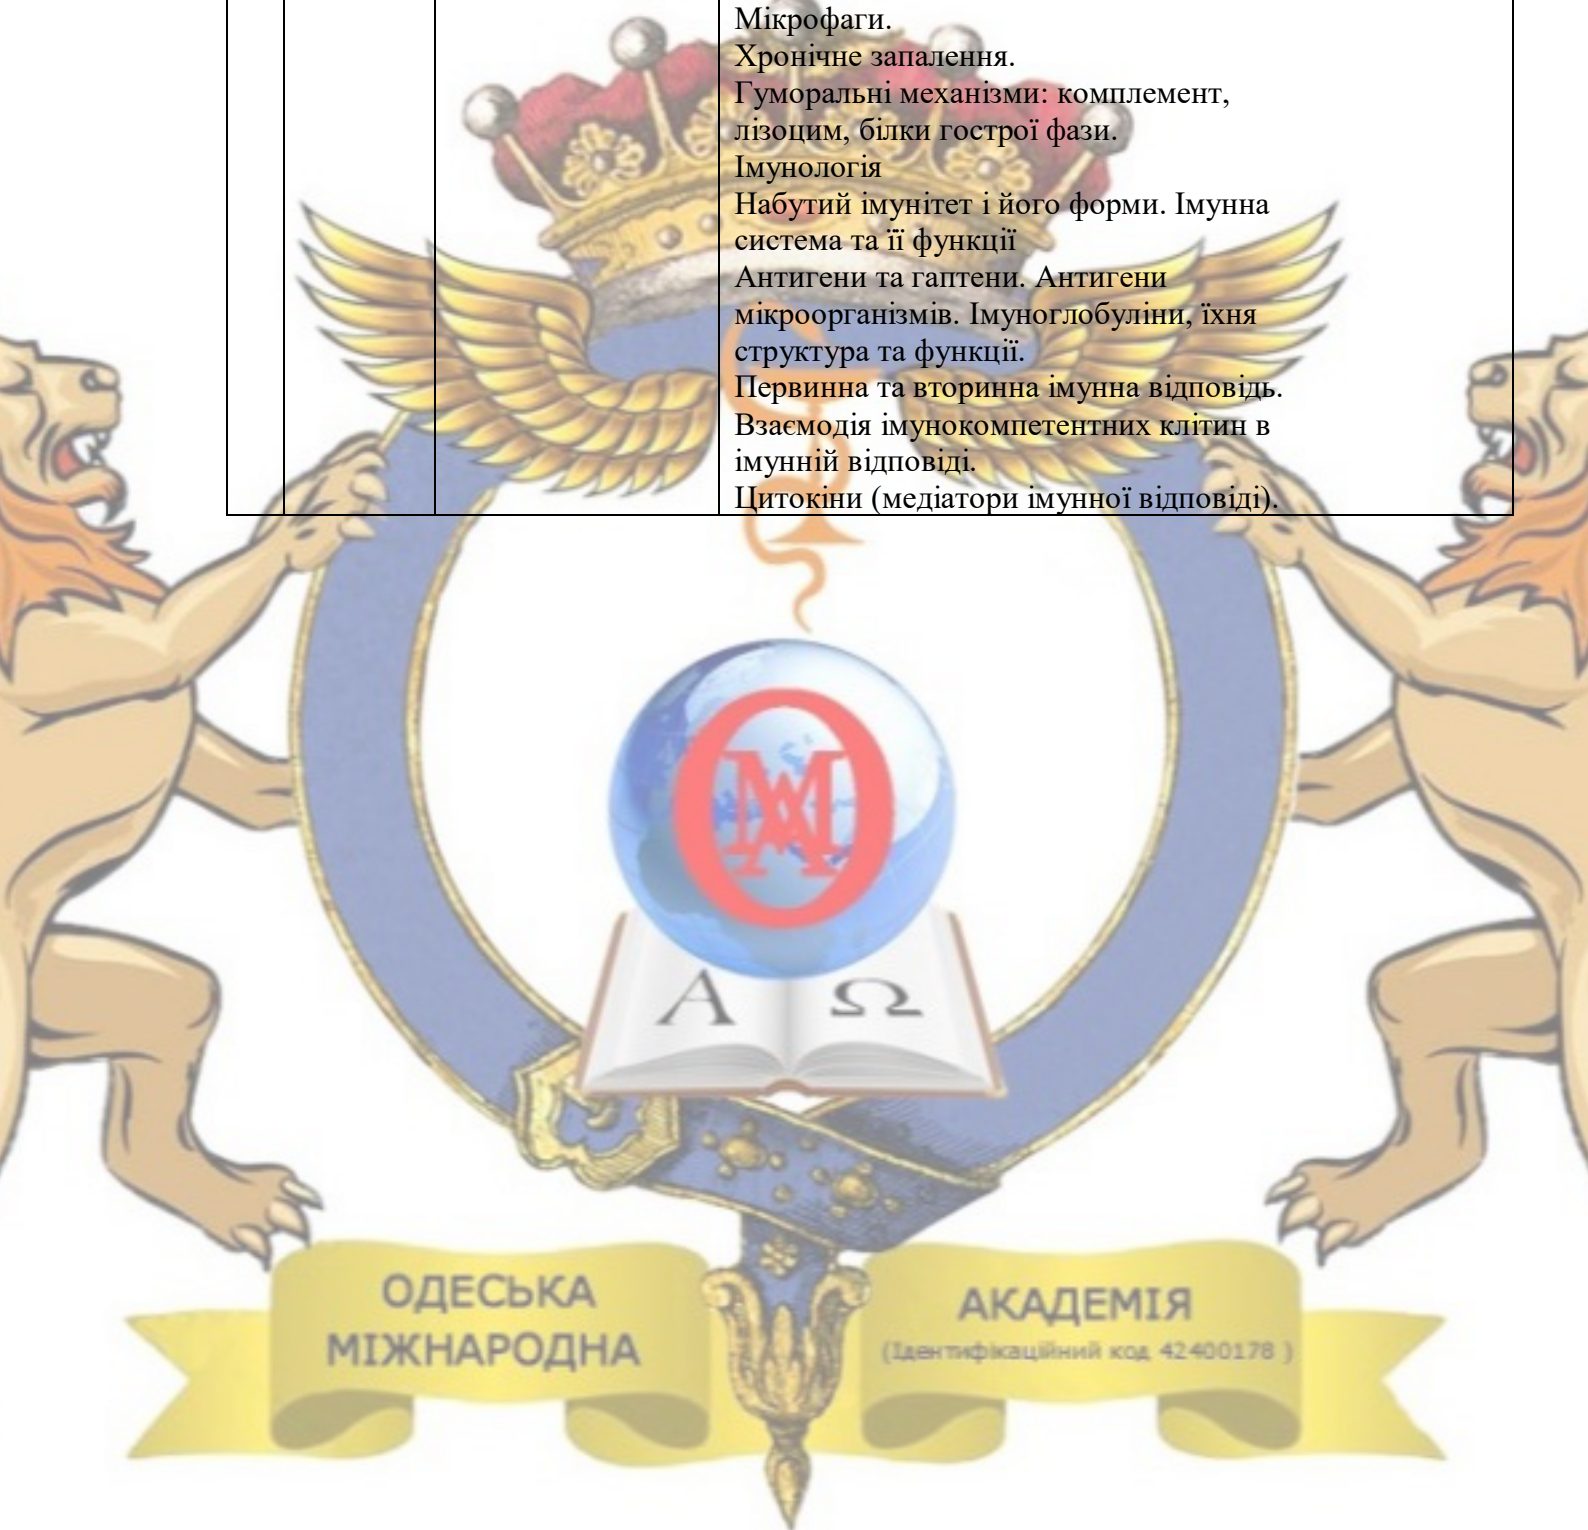 Мікрофаги.
Хронічне запалення.
Гуморальні механізми: комплемент,
лізоцим, білки гострої фази.
Імунологія
Набутий імунітет і його форми. Імунна
система та її функції
Антигени та гаптени. Антигени
мікроорганізмів. Імуноглобуліни, їхня
структура та функції.
Первинна та вторинна імунна відповідь.
Взаємодія імунокомпетентних клітин в
імунній відповіді.
Цитокіни (медіатори імунної відповіді).
ОМА
Α Ω
ОДЕСЬКА
МІЖНАРОДНА
АКАДЕМІЯ
(Ідентифікаційний код 42400178 )